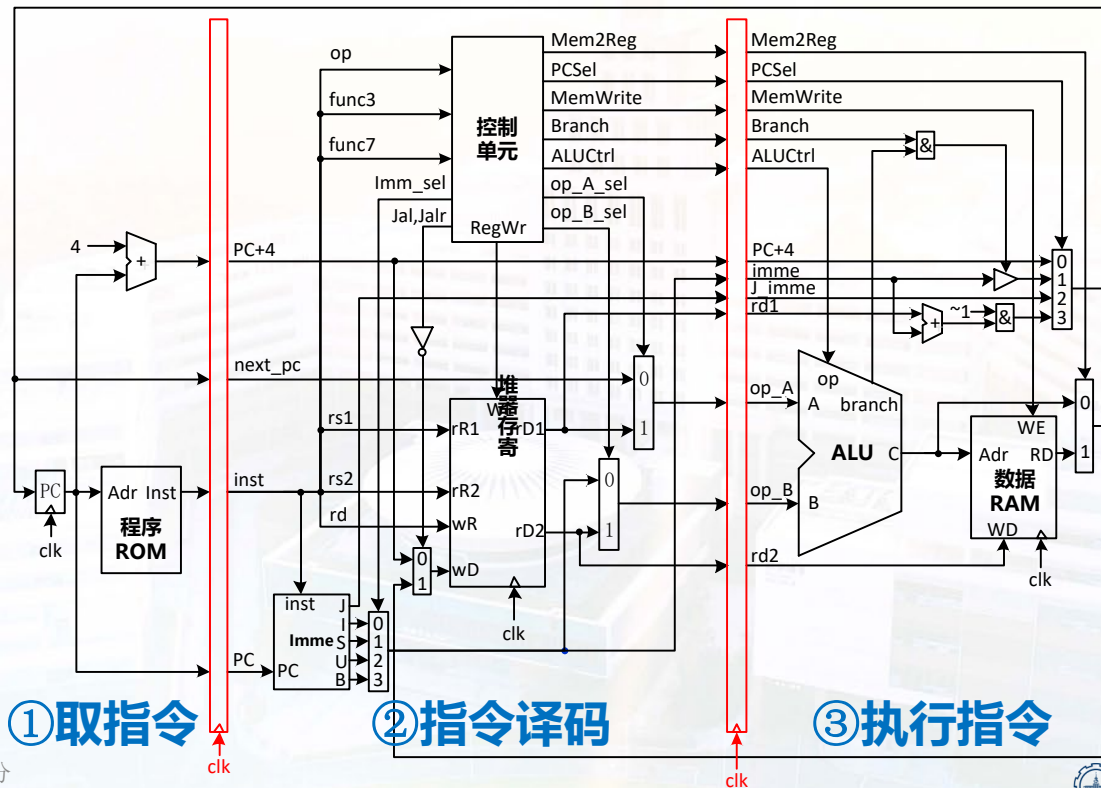 op
func3
func7
Imm_sel
Jal,Jalr
控制
单元
RegWr
Mem2Reg
PCSel
MemWrite
Branch
ALUCtrl
op_A_sel
op_B_sel
Mem2Reg
PCSel
MemWrite
Branch
ALUCtrl
&
4
+
PC+4
PC+4
imme
J_imme
rd1
+
~1
&
0
1
2
3
next_pc
堆
器
存
寄
W
rs1
rR1
rD1
rs2
rR2
rd
wR
rD2
wD
clk
0
1
0
1
0
1
op_A
op_B
rd2
op
A
branch
ALU
C
B
WE
Adr
RD
数据
RAM
WD
clk
0
1
PC
clk
Adr
Inst
程序
ROM
inst
inst
Imme
PC
PC
J
I
S
U
B
0
1
2
3
①取指令
②指令译码
③执行指令
clk
clk
分